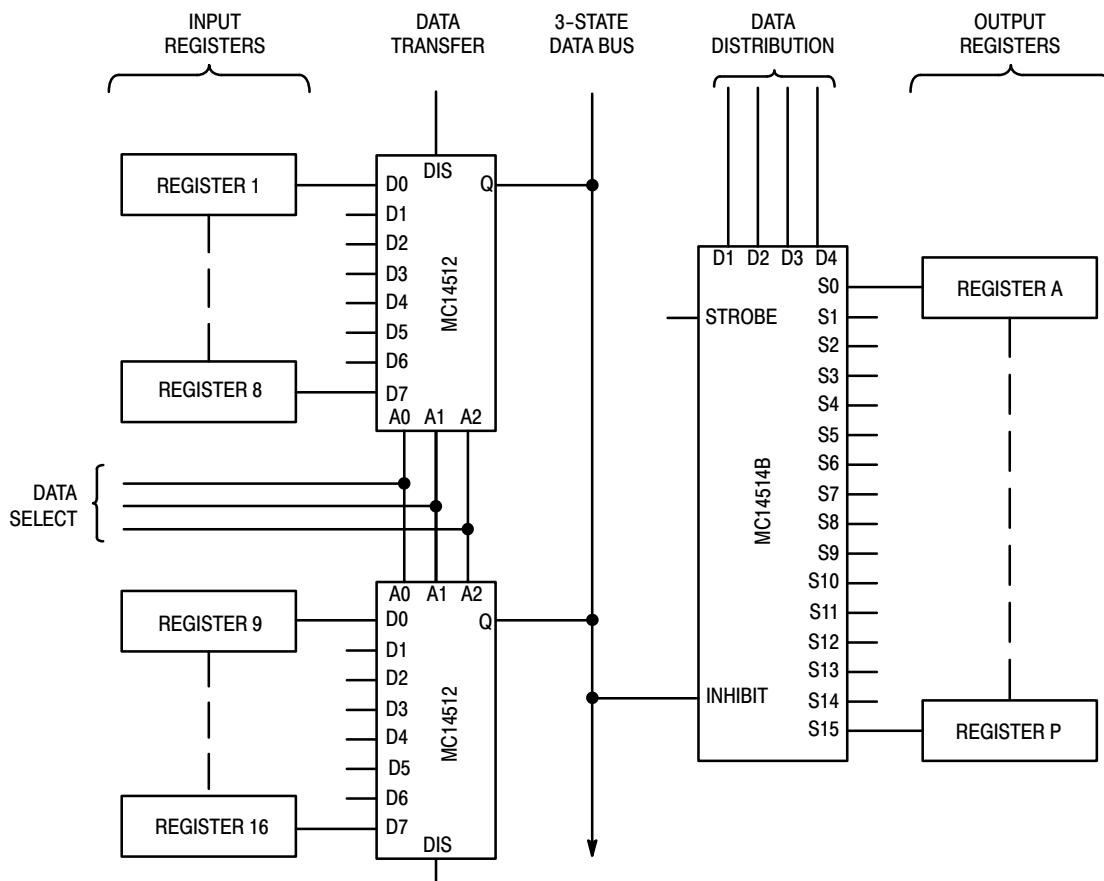 INPUT
REGISTERS
DATA
TRANSFER
3–STATE
DATA BUS
DATA
DISTRIBUTION
OUTPUT
REGISTERS
REGISTER 1
REGISTER 8
DIS
D0
D1
D2
D3
D4
D5
D6
D7
Q
MC14512
A0 A1 A2
DATA
SELECT
REGISTER 9
REGISTER 16
A0 A1 A2
D0
D1
D2
D3
D4
D5
D6
D7
Q
MC14512
DIS
D1 D2 D3 D4
STROBE
INHIBIT
MC14514B
S0
S1
S2
S3
S4
S5
S6
S7
S8
S9
S10
S11
S12
S13
S14
S15
REGISTER A
REGISTER P